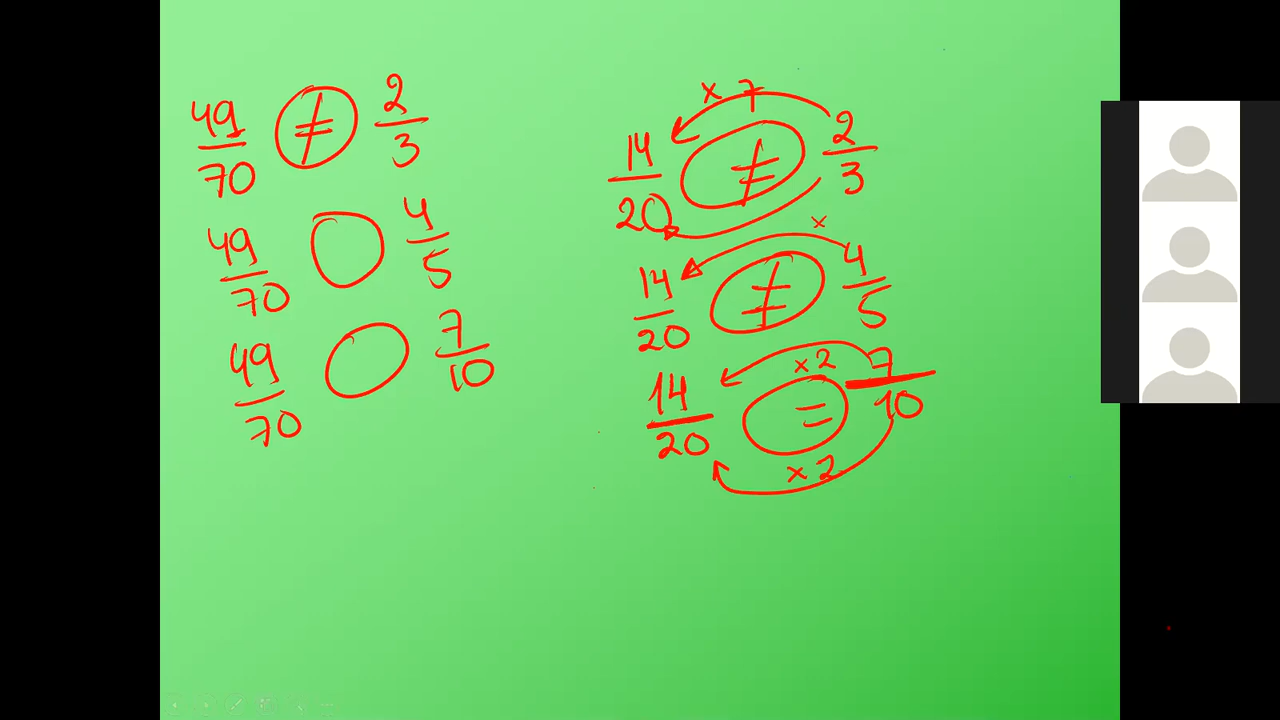 49/70 ≠ 2/3
49/70 ○ 4/5
49/70 ○ 7/10
× 7
14/20 ≠ 2/3
×
14/20 ≠ 4/5
×2
14/20 = 7/10
×2